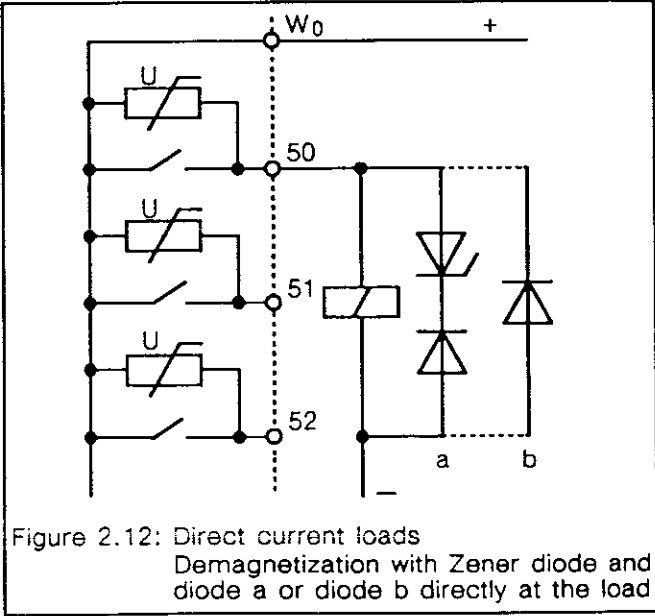 W0 +
U
50
U
51
U
52
a b
−
Figure 2.12: Direct current loads
Demagnetization with Zener diode and
diode a or diode b directly at the load